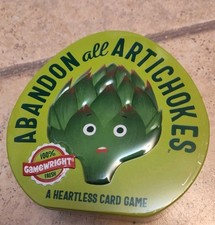 ABANDON all ARTICHOKES
100%
GAMEWRIGHT
FRESH
A HEARTLESS CARD GAME